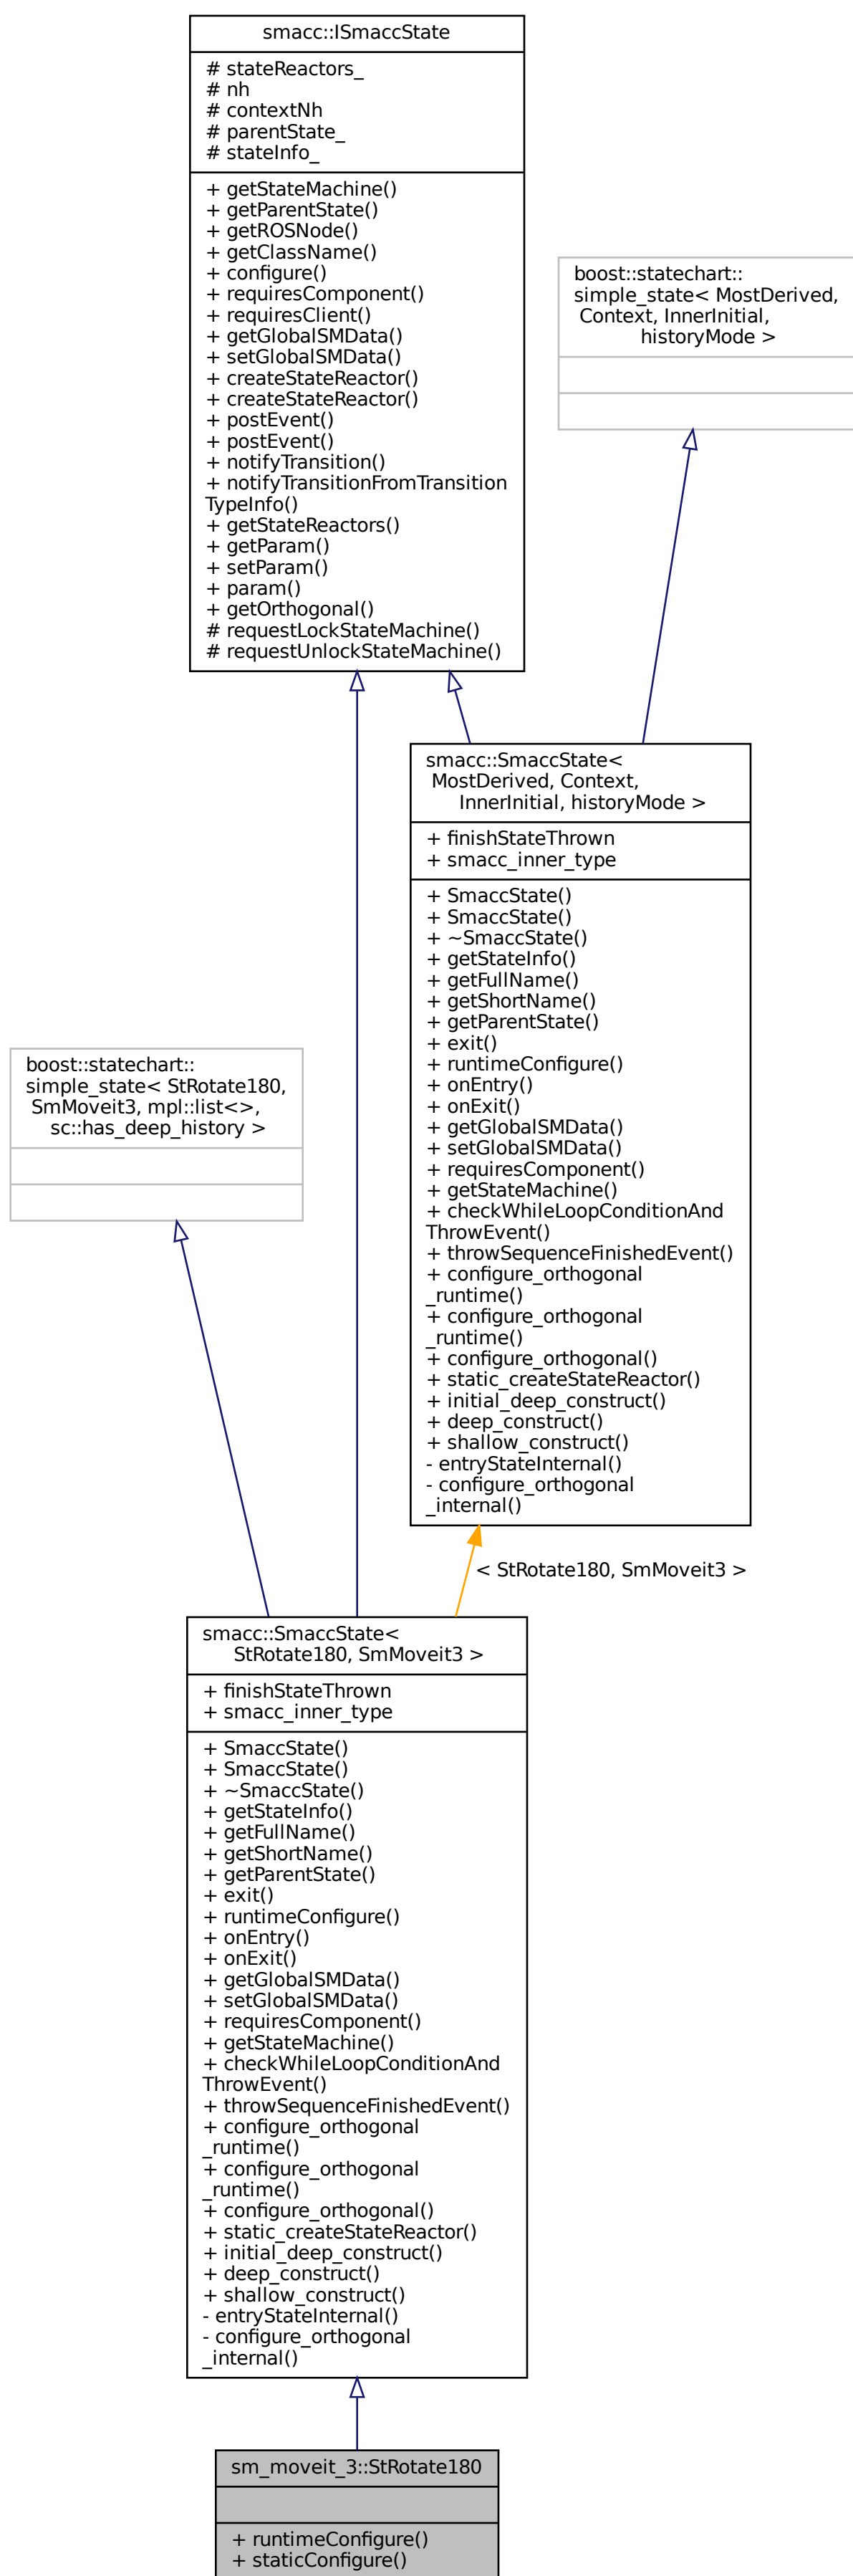 smacc::ISmaccState
# stateReactors_
# nh
# contextNh
# parentState_
# stateInfo_
+ getStateMachine()
+ getParentState()
+ getROSNode()
+ getClassName()
+ configure()
+ requiresComponent()
+ requiresClient()
+ getGlobalSMData()
+ setGlobalSMData()
+ createStateReactor()
+ createStateReactor()
+ postEvent()
+ postEvent()
+ notifyTransition()
+ notifyTransitionFromTransition
TypeInfo()
+ getStateReactors()
+ getParam()
+ setParam()
+ param()
+ getOrthogonal()
# requestLockStateMachine()
# requestUnlockStateMachine()
boost::statechart::
simple_state< MostDerived,
Context, InnerInitial,
historyMode >
smacc::SmaccState<
MostDerived, Context,
InnerInitial, historyMode >
+ finishStateThrown
+ smacc_inner_type
+ SmaccState()
+ SmaccState()
+ ~SmaccState()
+ getStateInfo()
+ getFullName()
+ getShortName()
+ getParentState()
+ exit()
+ runtimeConfigure()
+ onEntry()
+ onExit()
+ getGlobalSMData()
+ setGlobalSMData()
+ requiresComponent()
+ getStateMachine()
+ checkWhileLoopConditionAnd
ThrowEvent()
+ throwSequenceFinishedEvent()
+ configure_orthogonal
_runtime()
+ configure_orthogonal
_runtime()
+ configure_orthogonal()
+ static_createStateReactor()
+ initial_deep_construct()
+ deep_construct()
+ shallow_construct()
- entryStateInternal()
- configure_orthogonal
_internal()
boost::statechart::
simple_state< StRotate180,
SmMoveit3, mpl::list<>,
sc::has_deep_history >
< StRotate180, SmMoveit3 >
smacc::SmaccState<
StRotate180, SmMoveit3 >
+ finishStateThrown
+ smacc_inner_type
+ SmaccState()
+ SmaccState()
+ ~SmaccState()
+ getStateInfo()
+ getFullName()
+ getShortName()
+ getParentState()
+ exit()
+ runtimeConfigure()
+ onEntry()
+ onExit()
+ getGlobalSMData()
+ setGlobalSMData()
+ requiresComponent()
+ getStateMachine()
+ checkWhileLoopConditionAnd
ThrowEvent()
+ throwSequenceFinishedEvent()
+ configure_orthogonal
_runtime()
+ configure_orthogonal
_runtime()
+ configure_orthogonal()
+ static_createStateReactor()
+ initial_deep_construct()
+ deep_construct()
+ shallow_construct()
- entryStateInternal()
- configure_orthogonal
_internal()
sm_moveit_3::StRotate180
+ runtimeConfigure()
+ staticConfigure()